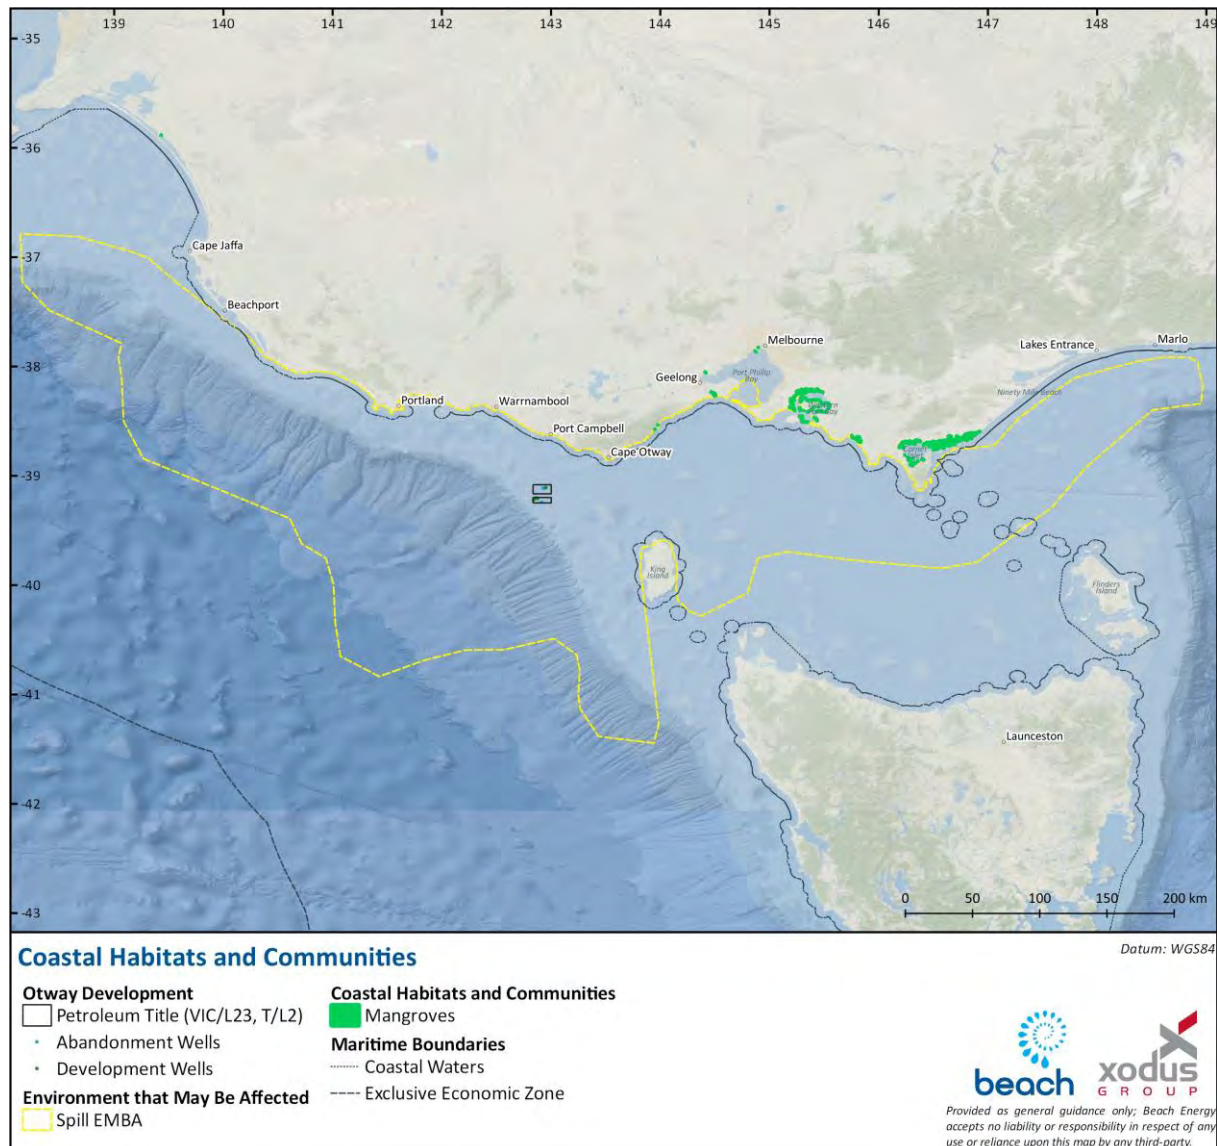 139 140 141 142 143 144 145 146 147 148 149
-35
-36
-37
-38
-39
-40
-41
-42
-43
Cape Jaffa
Beachport
Portland
Warrnambool
Port Campbell
Cape Otway
Geelong
Melbourne
Port Phillip
Bay
Lakes Entrance
Marlo
Ninety Mile Beach
King
Island
Flinders
Island
Launceston
0 50 100 150 200 km
Coastal Habitats and Communities
Datum: WGS84
Otway Development
Petroleum Title (VIC/L23, T/L2)
Abandonment Wells
Development Wells
Environment that May Be Affected
Spill EMBA
Coastal Habitats and Communities
Mangroves
Maritime Boundaries
Coastal Waters
Exclusive Economic Zone
beach
xodus
GROUP
Provided as general guidance only; Beach Energy
accepts no liability or responsibility in respect of any
use or reliance upon this map by any third-party.